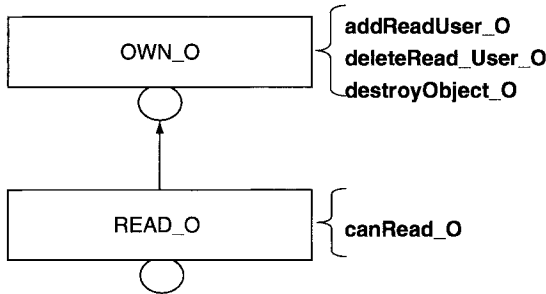 OWN_O
addReadUser_O
deleteRead_User_O
destroyObject_O
READ_O
canRead_O